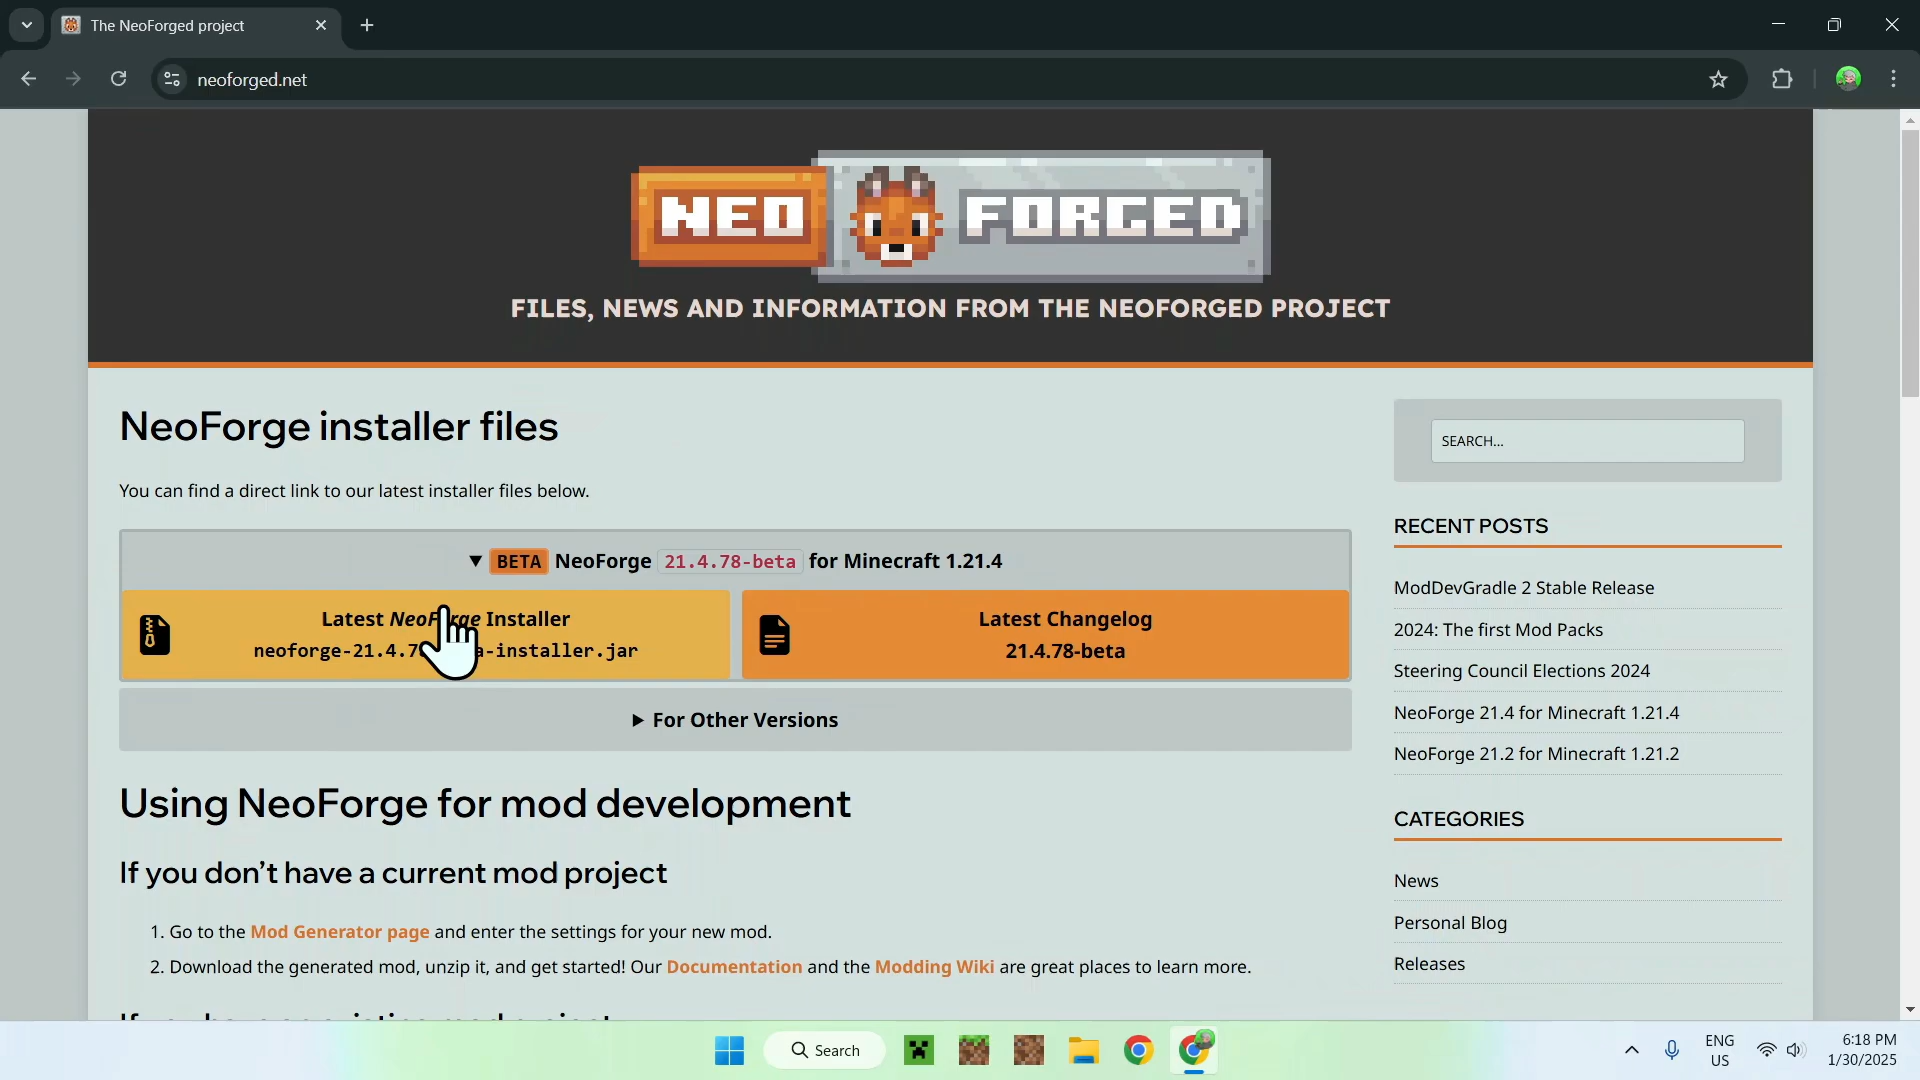 The NeoForged project
neoforged.net
NEO FORGED
FILES, NEWS AND INFORMATION FROM THE NEOFORGED PROJECT
NeoForge installer files
You can find a direct link to our latest installer files below.
▼ BETA NeoForge 21.4.78-beta for Minecraft 1.21.4
Latest NeoForge Installer
neoforge-21.4.7 a-installer.jar
Latest Changelog
21.4.78-beta
▶ For Other Versions
Using NeoForge for mod development
If you don’t have a current mod project
1. Go to the Mod Generator page and enter the settings for your new mod.
2. Download the generated mod, unzip it, and get started! Our Documentation and the Modding Wiki are great places to learn more.
SEARCH...
RECENT POSTS
ModDevGradle 2 Stable Release
2024: The first Mod Packs
Steering Council Elections 2024
NeoForge 21.4 for Minecraft 1.21.4
NeoForge 21.2 for Minecraft 1.21.2
CATEGORIES
News
Personal Blog
Releases
Search
ENG
US
6:18 PM
1/30/2025